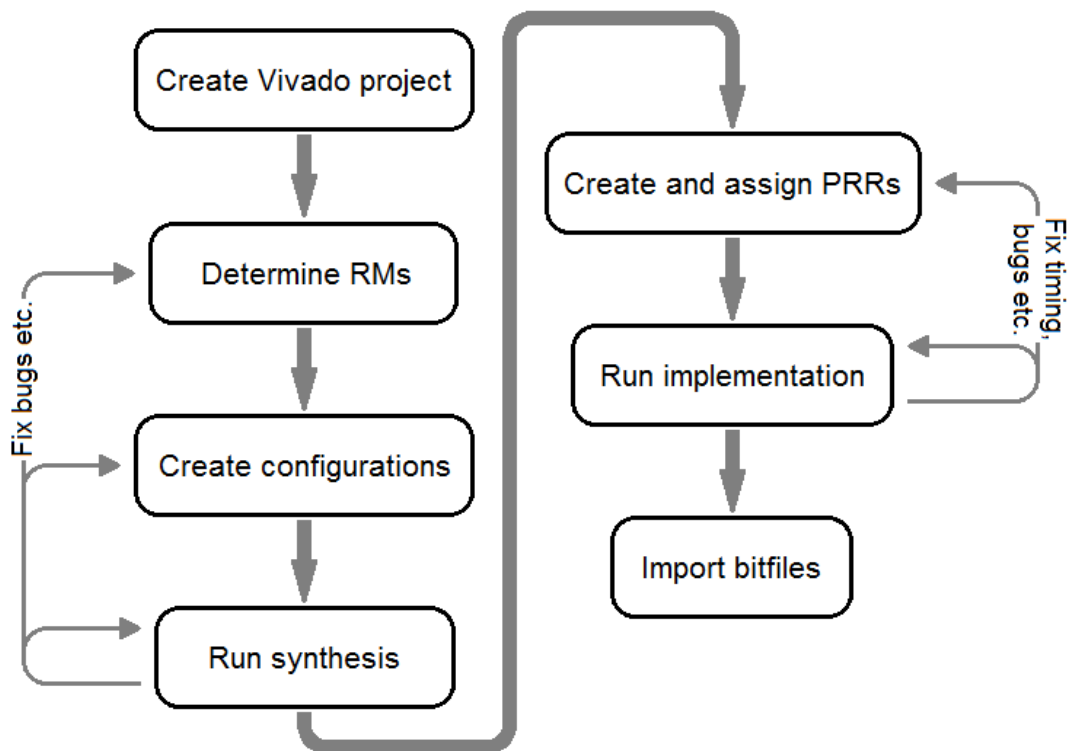 Create Vivado project
Determine RMs
Fix bugs etc.
Create configurations
Run synthesis
Create and assign PRRs
Fix timing,
bugs etc.
Run implementation
Import bitfiles